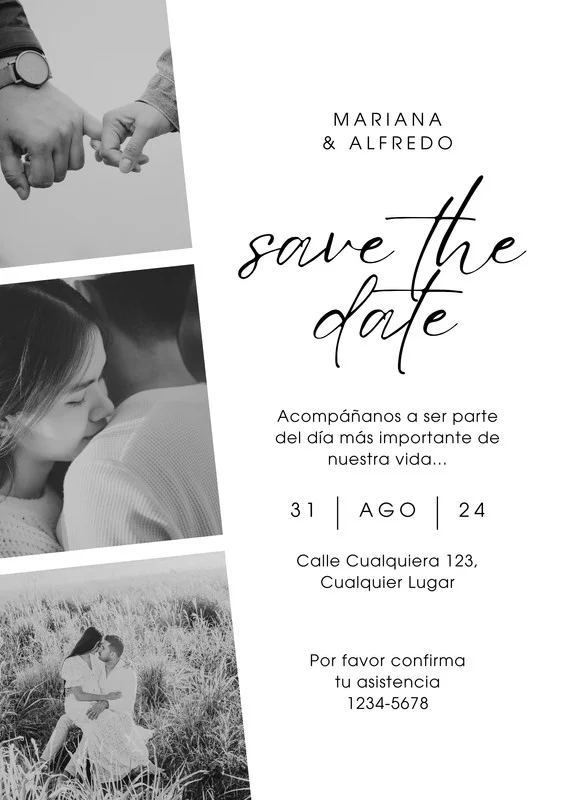 MARIANA
& ALFREDO
save the
date
Acompáñanos a ser parte
del día más importante de
nuestra vida...
31 | AGO | 24
Calle Cualquiera 123,
Cualquier Lugar
Por favor confirma
tu asistencia
1234-5678